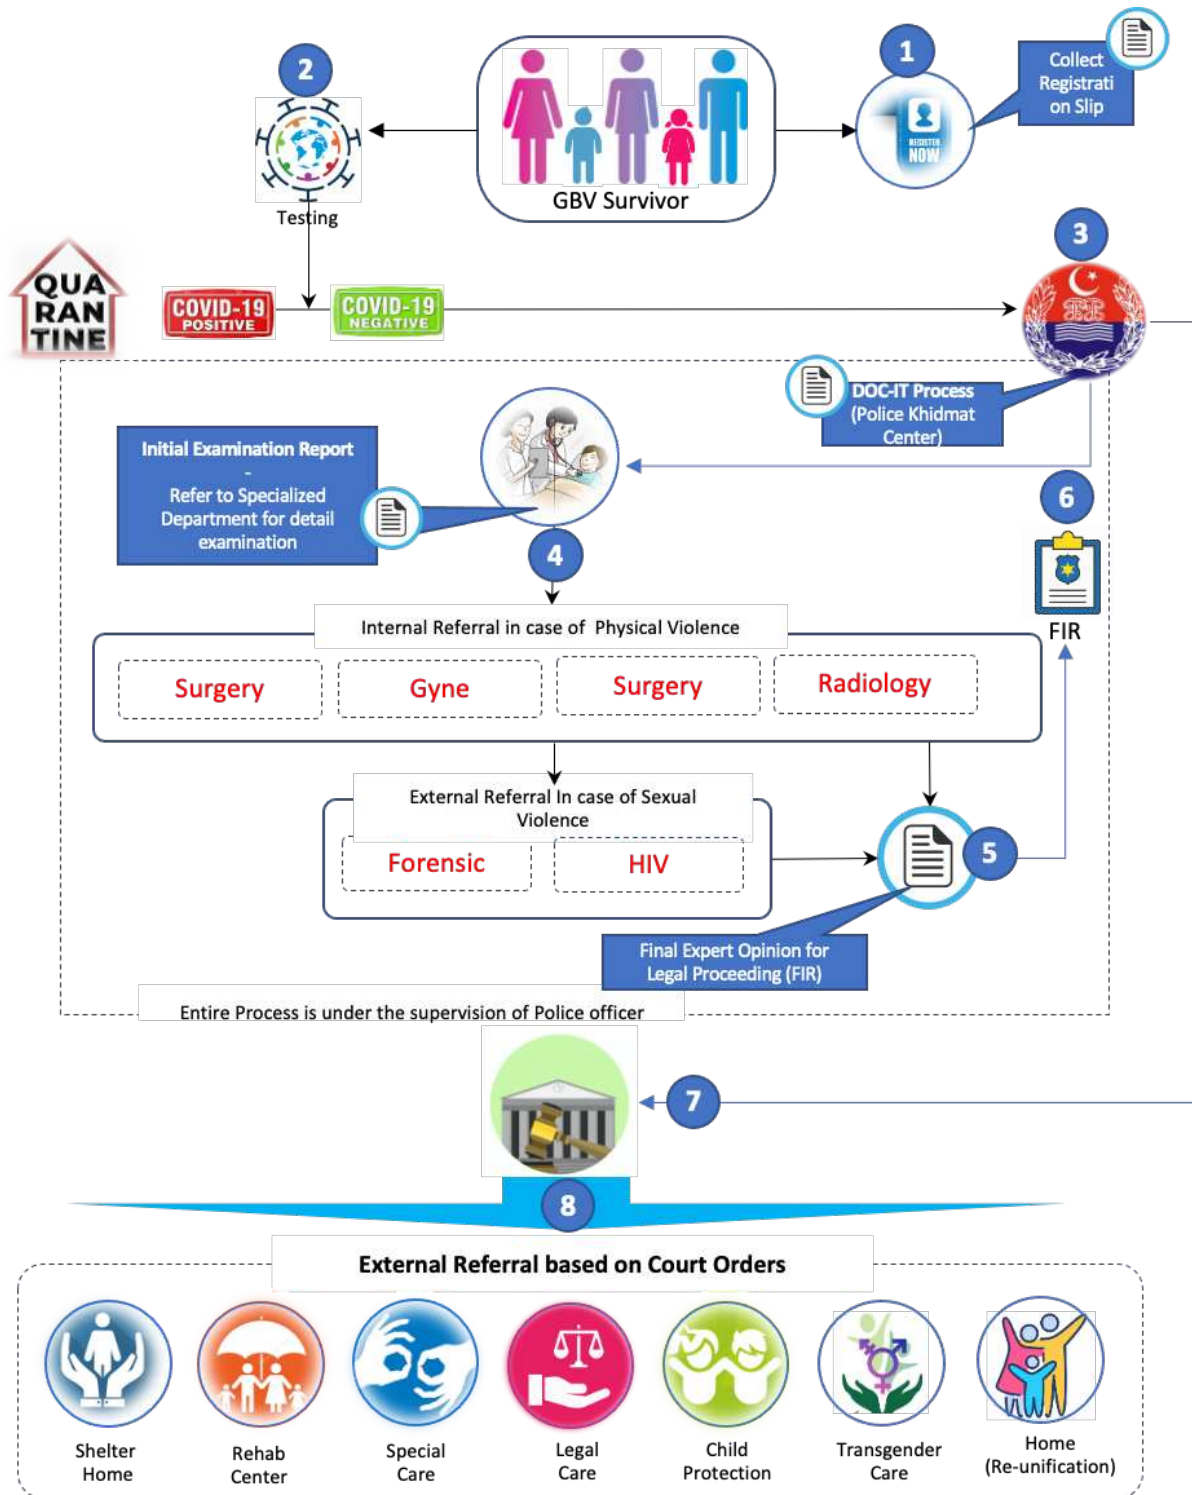 1
Collect
Registrati
on Slip
REGISTER
NOW
2
Testing
GBV Survivor
3
QUA
RAN
TINE
COVID-19
POSITIVE
COVID-19
NEGATIVE
DOC-IT Process
(Police Khidmat
Center)
Initial Examination Report
-
Refer to Specialized
Department for detail
examination
4
6
FIR
Internal Referral in case of Physical Violence
Surgery
Gyne
Surgery
Radiology
External Referral In case of Sexual
Violence
Forensic
HIV
5
Final Expert Opinion for
Legal Proceeding (FIR)
Entire Process is under the supervision of Police officer
7
8
External Referral based on Court Orders
Shelter
Home
Rehab
Center
Special
Care
Legal
Care
Child
Protection
Transgender
Care
Home
(Re-unification)